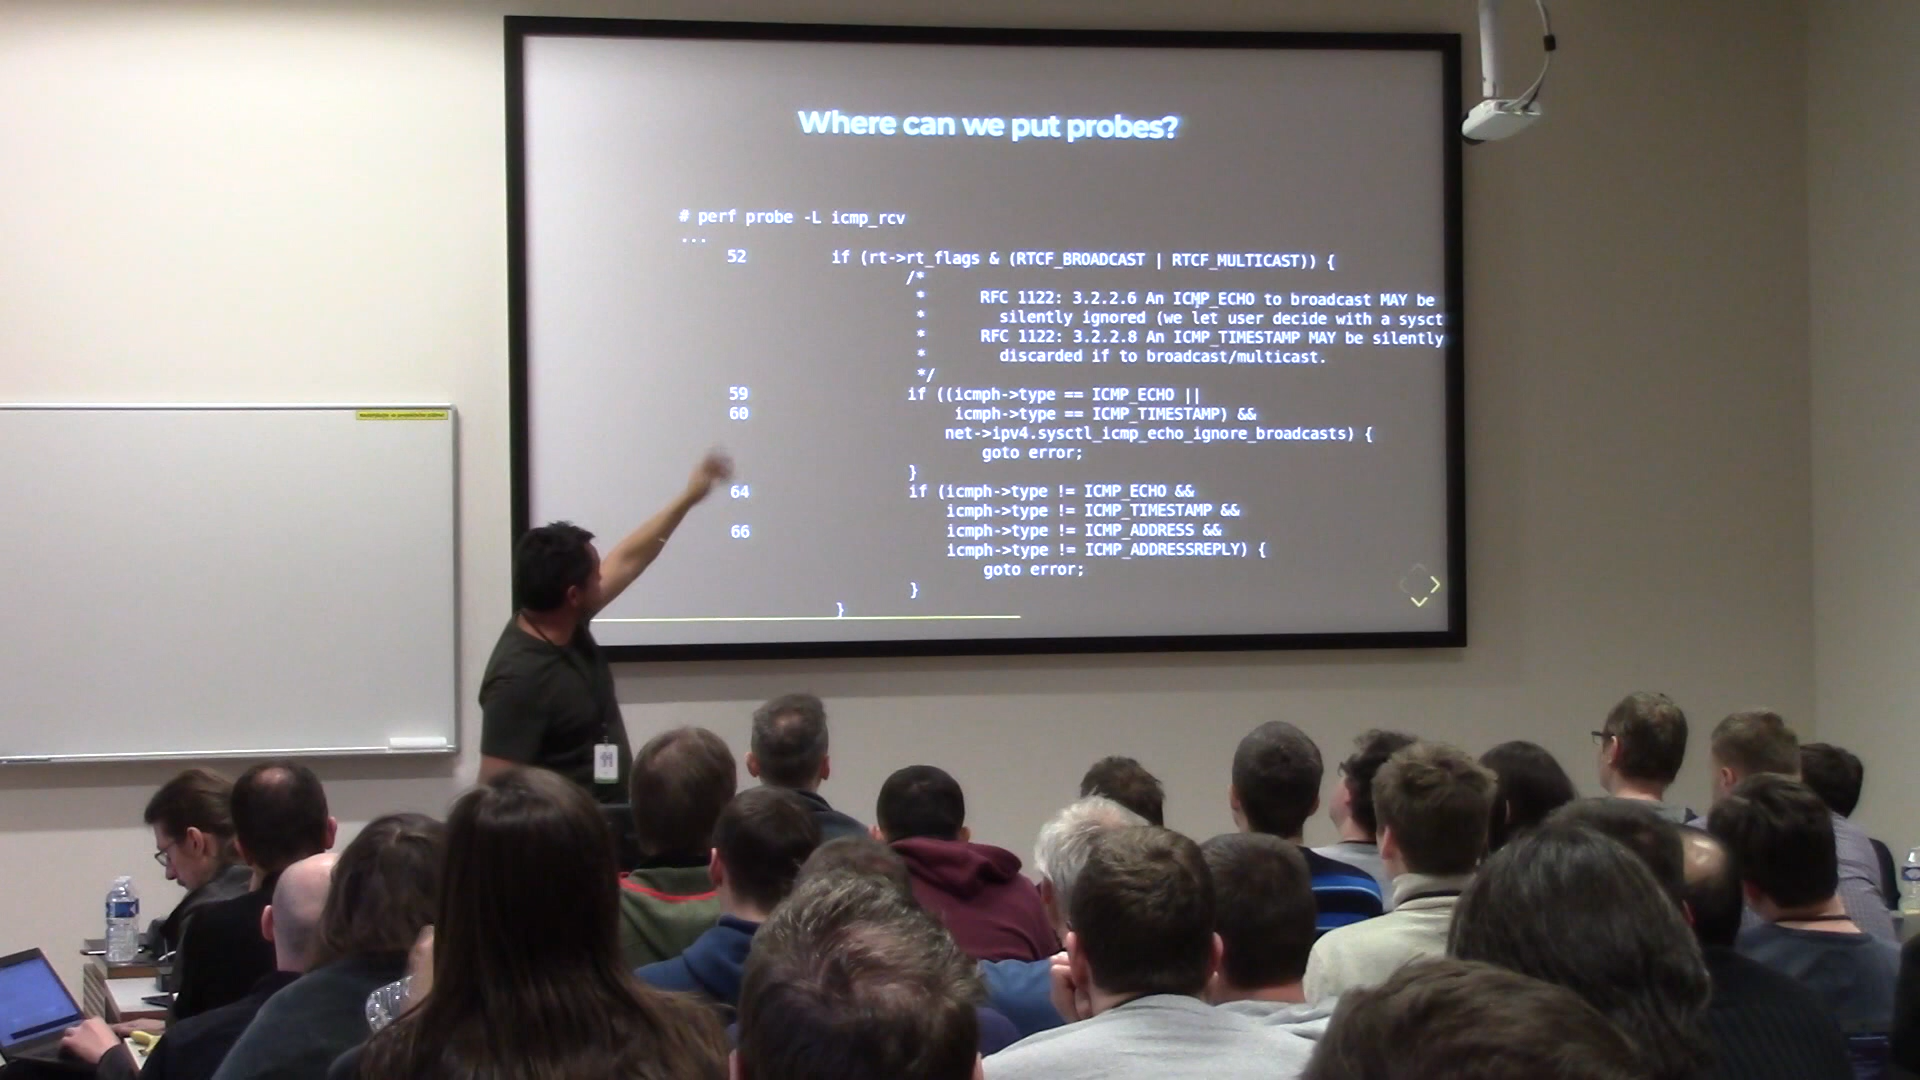 Where can we put probes?
# perf probe -L icmp_rcv
...
52 if (rt->rt_flags & (RTCF_BROADCAST | RTCF_MULTICAST)) {
/*
* RFC 1122: 3.2.2.6 An ICMP_ECHO to broadcast MAY be
* silently ignored (we let user decide with a sysct
* RFC 1122: 3.2.2.8 An ICMP_TIMESTAMP MAY be silently
* discarded if to broadcast/multicast.
*/
59 if ((icmph->type == ICMP_ECHO ||
60 icmph->type == ICMP_TIMESTAMP) &&
net->ipv4.sysctl_icmp_echo_ignore_broadcasts) {
goto error;
}
64 if (icmph->type != ICMP_ECHO &&
icmph->type != ICMP_TIMESTAMP &&
66 icmph->type != ICMP_ADDRESS &&
icmph->type != ICMP_ADDRESSREPLY) {
goto error;
}
}